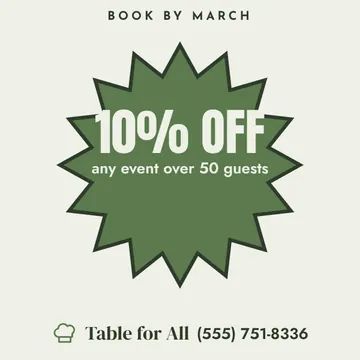 BOOK BY MARCH
10% OFF
any event over 50 guests
Table for All (555) 751-8336